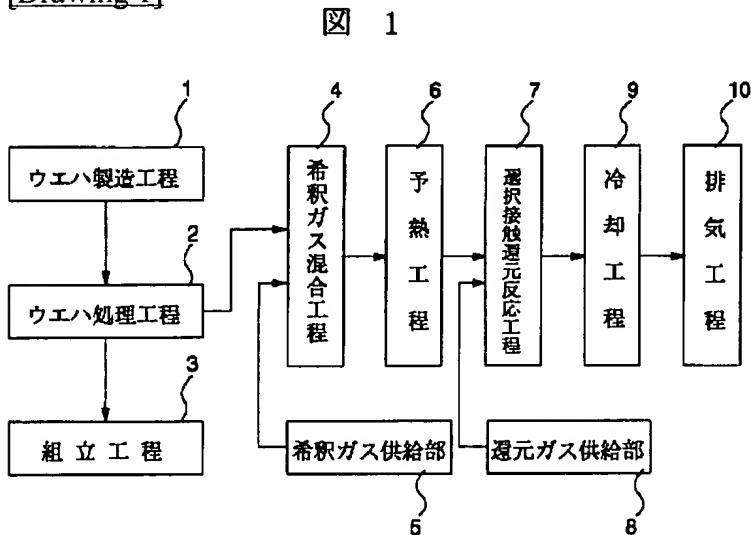 [Drawing 1]
図 1
1
ウエハ製造工程
2
ウエハ処理工程
3
組立工程
4
希釈ガス混合工程
6
予熱工程
7
選択接触還元反応工程
9
冷却工程
10
排気工程
希釈ガス供給部
5
還元ガス供給部
8